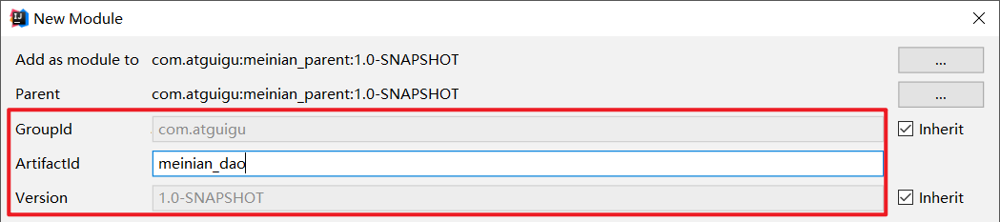 New Module
Add as module to com.atguigu:meinian_parent:1.0-SNAPSHOT ...
Parent com.atguigu:meinian_parent:1.0-SNAPSHOT ...
GroupId com.atguigu Inherit
ArtifactId meinian_dao
Version 1.0-SNAPSHOT Inherit